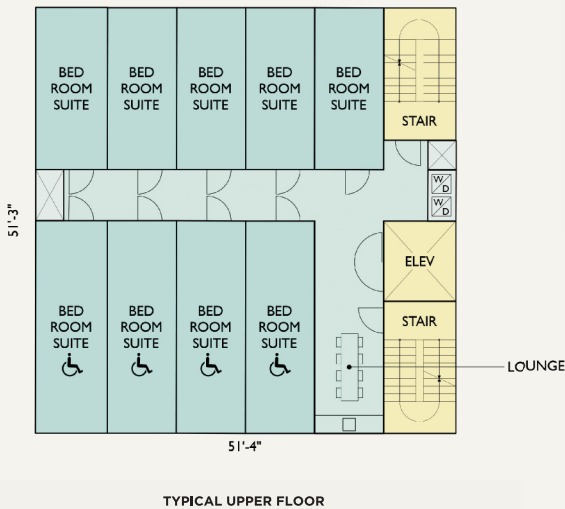 BED
ROOM
SUITE
BED
ROOM
SUITE
BED
ROOM
SUITE
BED
ROOM
SUITE
BED
ROOM
SUITE
STAIR
W/D
W/D
51'-3"
ELEV
BED
ROOM
SUITE
BED
ROOM
SUITE
BED
ROOM
SUITE
BED
ROOM
SUITE
STAIR
LOUNGE
51'-4"
TYPICAL UPPER FLOOR